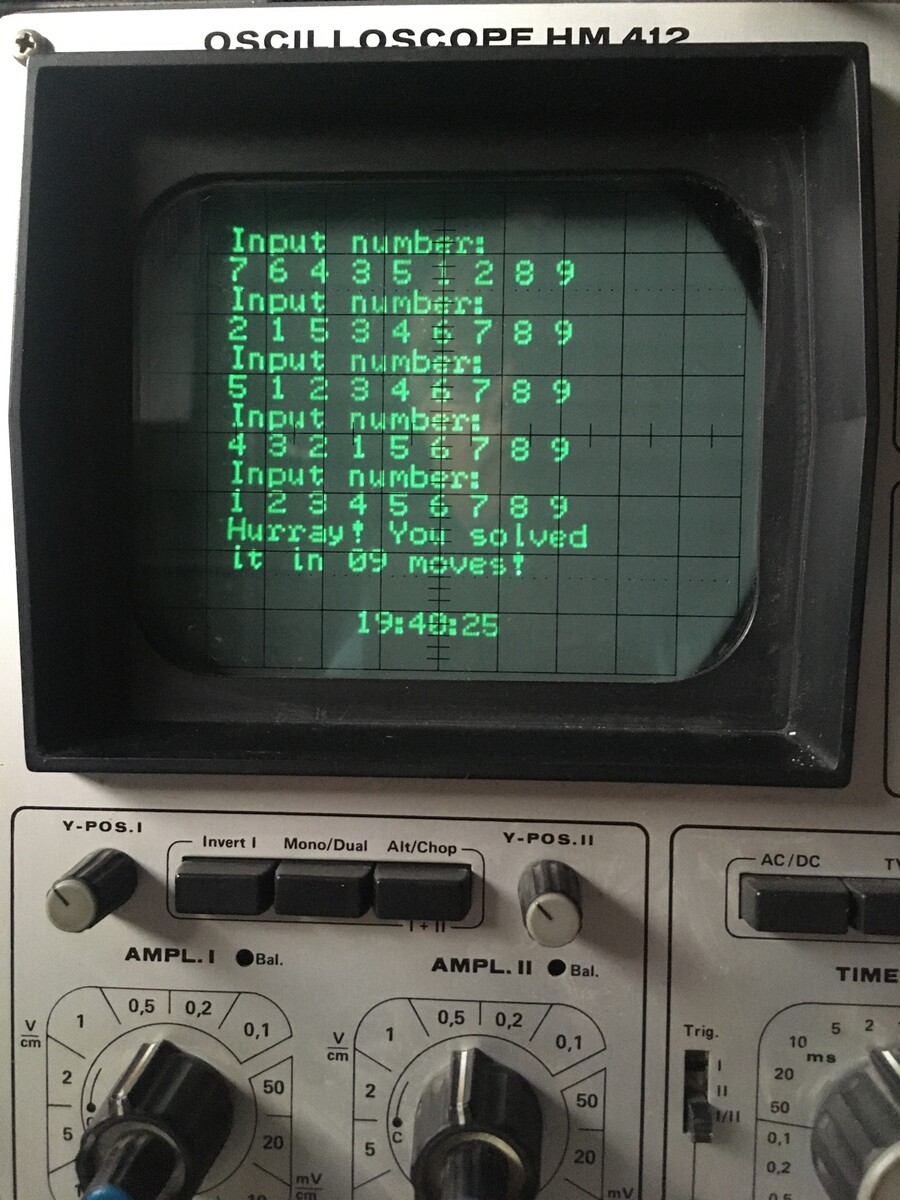 OSCILLOSCOPE HM 412
Input number:
7 6 4 3 5 1 2 8 9
Input number:
2 1 5 3 4 6 7 8 9
Input number:
5 1 2 3 4 6 7 8 9
Input number:
4 3 2 1 5 6 7 8 9
Input number:
1 2 3 4 5 6 7 8 9
Hurray! You solved
it in 09 moves!
19:40:25
Y-POS.I
Invert I
Mono/Dual
Alt/Chop
I + II
Y-POS.II
AC/DC
TV
AMPL. I
Bal.
AMPL. II
Bal.
TIME
V/cm
1
0,5
0,2
0,1
2
50
5
20
C
mV/cm
10
V/cm
1
0,5
0,2
0,1
2
50
5
20
C
mV
Trig.
I
II
I/II
10
5
2
ms
20
50
0,1
0,2
0,5